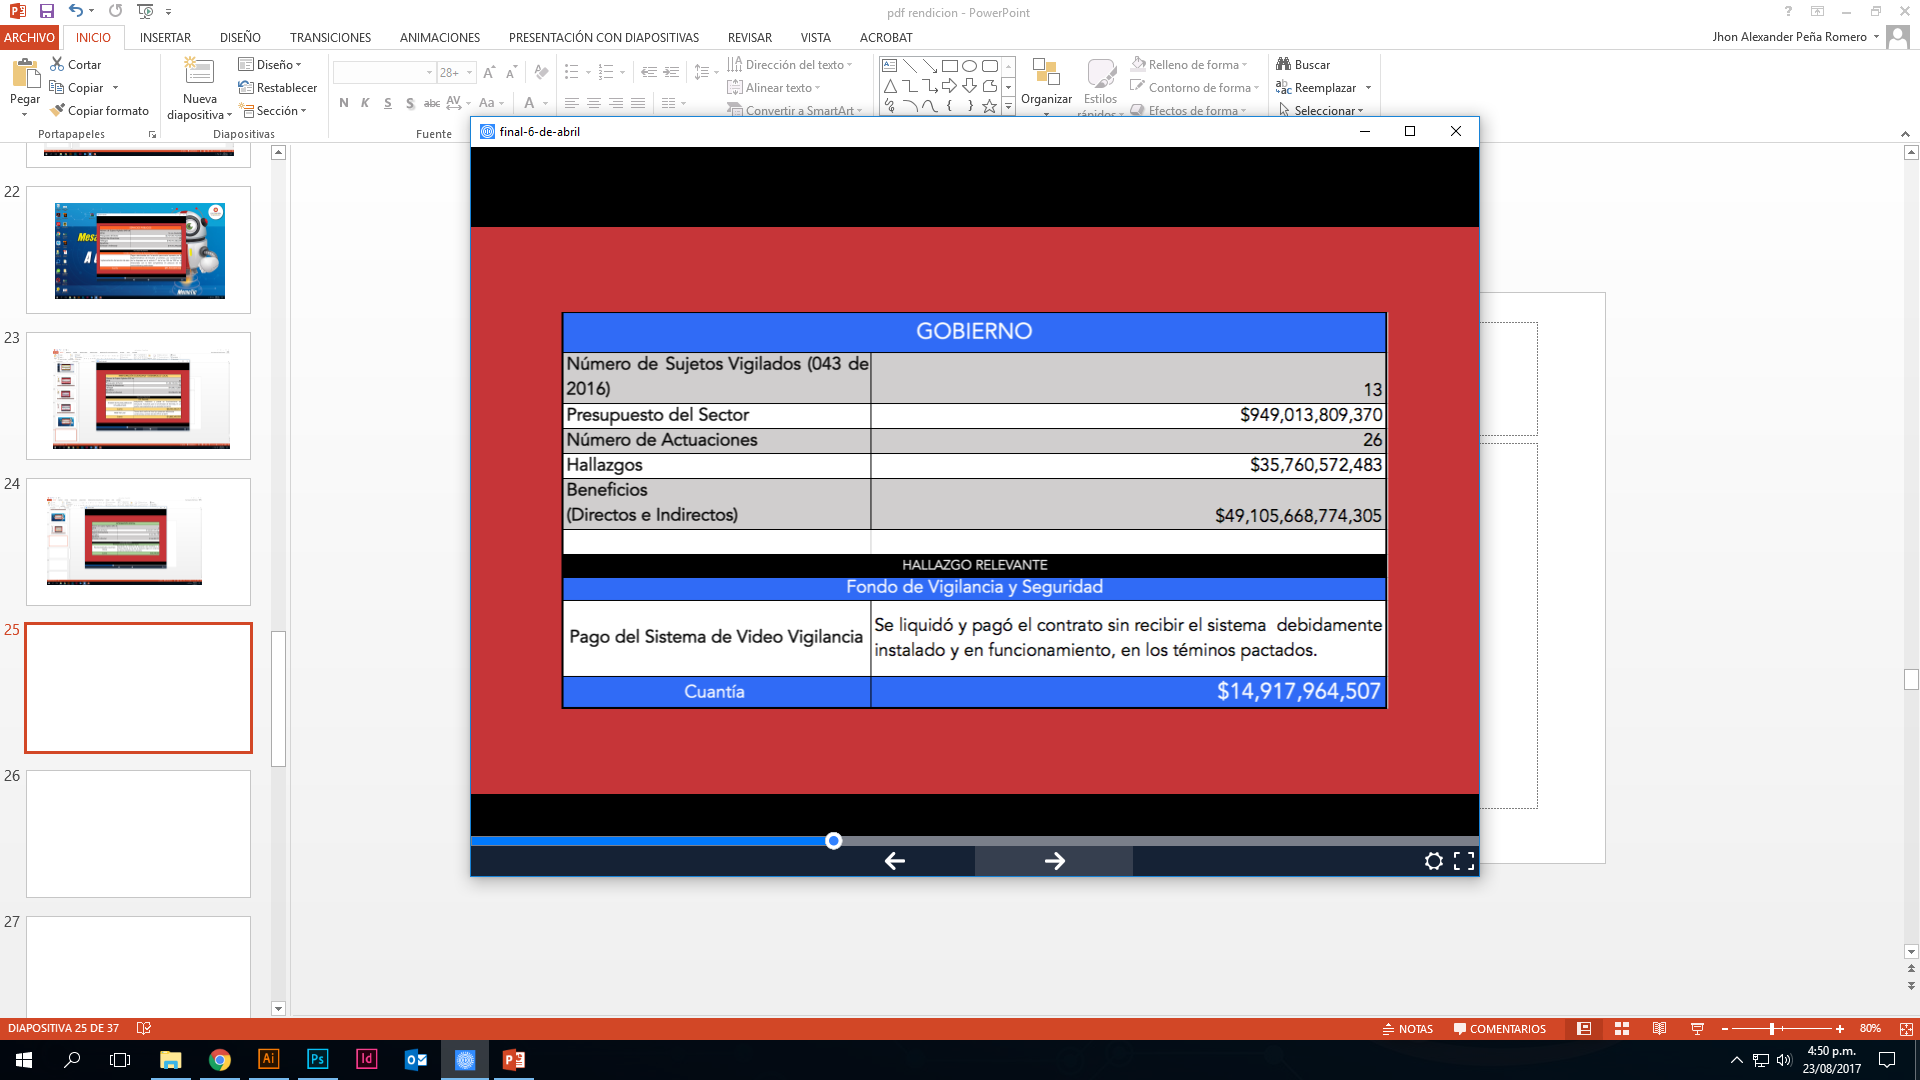 pdf rendicion - PowerPoint
ARCHIVO INICIO INSERTAR DISEÑO TRANSICIONES ANIMACIONES PRESENTACIÓN CON DIAPOSITIVAS REVISAR VISTA ACROBAT
Jhon Alexander Peña Romero
Pegar
Cortar
Copiar
Copiar formato
Portapapeles
Nueva
diapositiva
Diseño
Restablecer
Sección
Diapositivas
28+
N K S S abc AV Aa A
Fuente
Dirección del texto
Alinear texto
Convertir a SmartArt
Organizar
Estilos
rápidos
Relleno de forma
Contorno de forma
Efectos de forma
Buscar
Reemplazar
Seleccionar
22
23
24
25
26
27
final-6-de-abril
GOBIERNO
Número de Sujetos Vigilados (043 de
2016) 13
Presupuesto del Sector $949,013,809,370
Número de Actuaciones 26
Hallazgos $35,760,572,483
Beneficios
(Directos e Indirectos) $49,105,668,774,305
HALLAZGO RELEVANTE
Fondo de Vigilancia y Seguridad
Pago del Sistema de Video Vigilancia
Se liquidó y pagó el contrato sin recibir el sistema debidamente
instalado y en funcionamiento, en los téminos pactados.
Cuantía $14,917,964,507
DIAPOSITIVA 25 DE 37
NOTAS COMENTARIOS 80%
Ai Ps Id
4:50 p.m.
23/08/2017